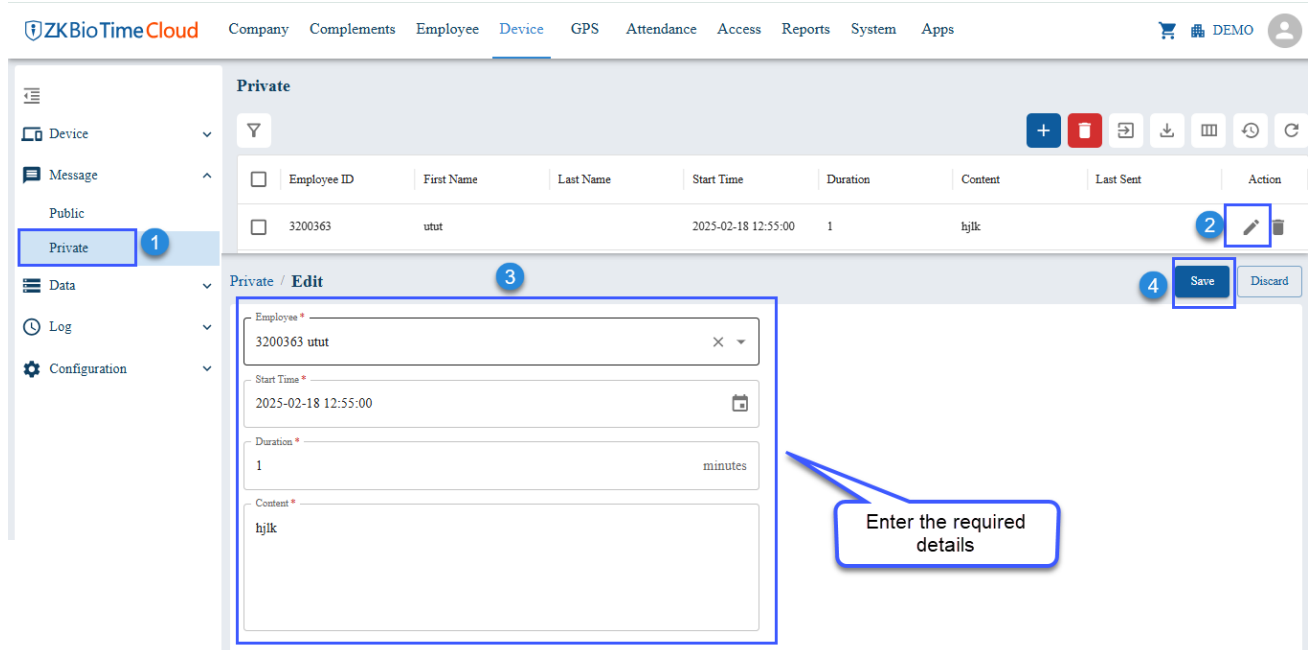 ZKBioTime Cloud Company Complements Employee Device GPS Attendance Access Reports System Apps DEMO
Private
Device
Message
Public
Private
1
Data
Log
Configuration
Employee ID First Name Last Name Start Time Duration Content Last Sent Action
3200363 utut 2025-02-18 12:55:00 1 hjlk
2
Private / Edit
3
4
Save Discard
Employee *
3200363 utut
Start Time *
2025-02-18 12:55:00
Duration *
1 minutes
Content *
hjlk
Enter the required
details